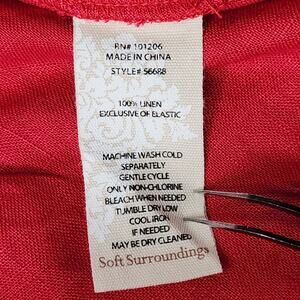 RN# 101206
MADE IN CHINA
STYLE# 56688
100% LINEN
EXCLUSIVE OF ELASTIC
MACHINE WASH COLD
SEPARATELY
GENTLE CYCLE
ONLY NON-CHLORINE
BLEACH WHEN NEEDED
TUMBLE DRY LOW
COOL IRON
IF NEEDED
MAY BE DRY CLEANED
Soft Surroundings